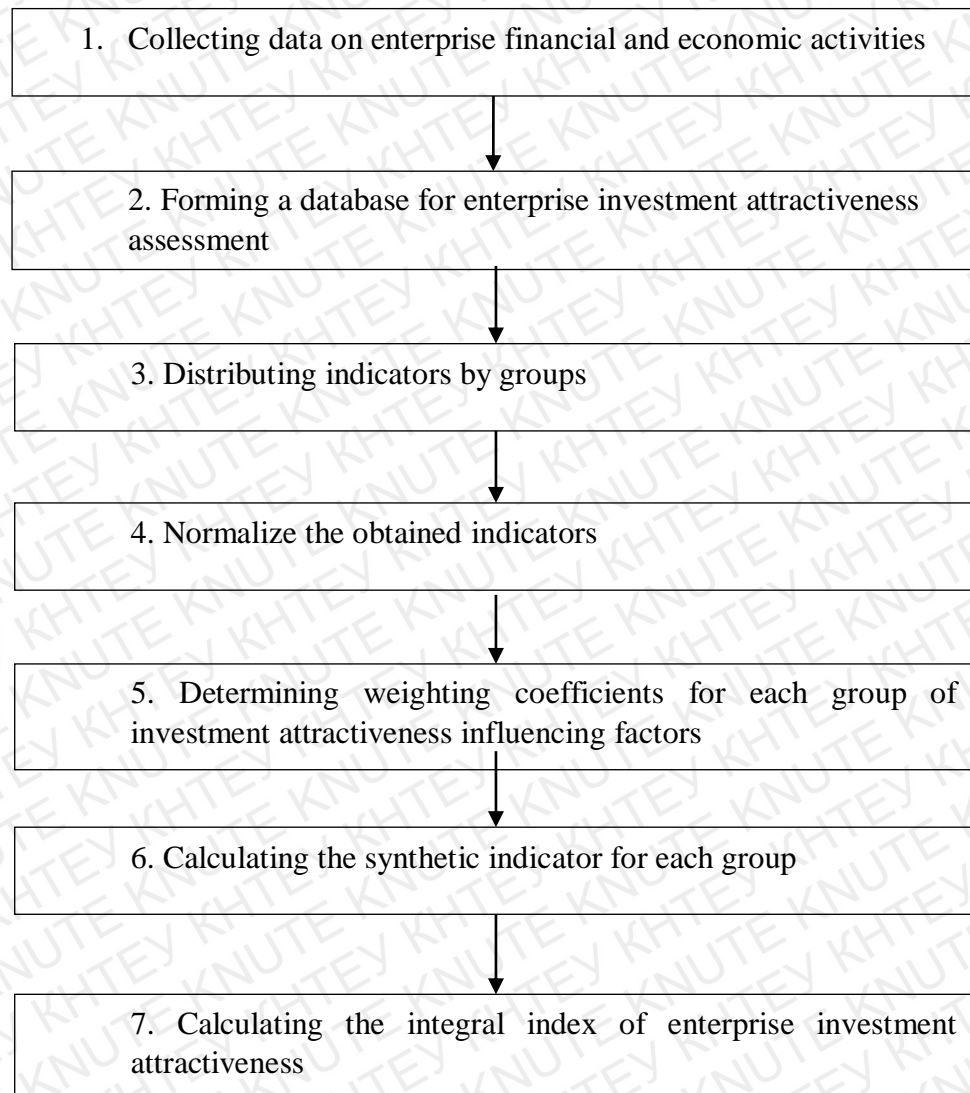 1. Collecting data on enterprise financial and economic activities
2. Forming a database for enterprise investment attractiveness
assessment
3. Distributing indicators by groups
4. Normalize the obtained indicators
5. Determining weighting coefficients for each group of
investment attractiveness influencing factors
6. Calculating the synthetic indicator for each group
7. Calculating the integral index of enterprise investment
attractiveness